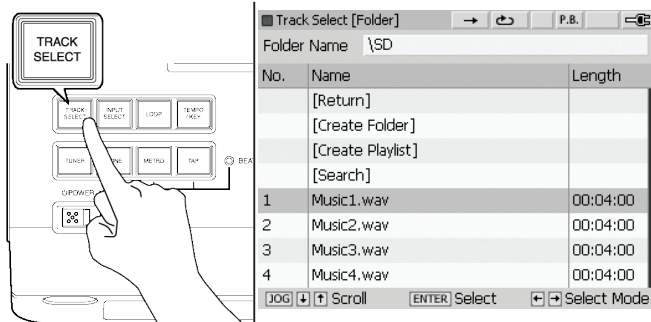 TRACK
SELECT
TRACK
SELECT
INPUT
SELECT
LOOP
TEMPO
/KEY
TUNER
METRO
TAP
POWER
Track Select [Folder]
P.B.
Folder Name \SD
No. Name Length
[Return]
[Create Folder]
[Create Playlist]
[Search]
1 Music1.wav 00:04:00
2 Music2.wav 00:04:00
3 Music3.wav 00:04:00
4 Music4.wav 00:04:00
JOG Scroll ENTER Select Select Mode